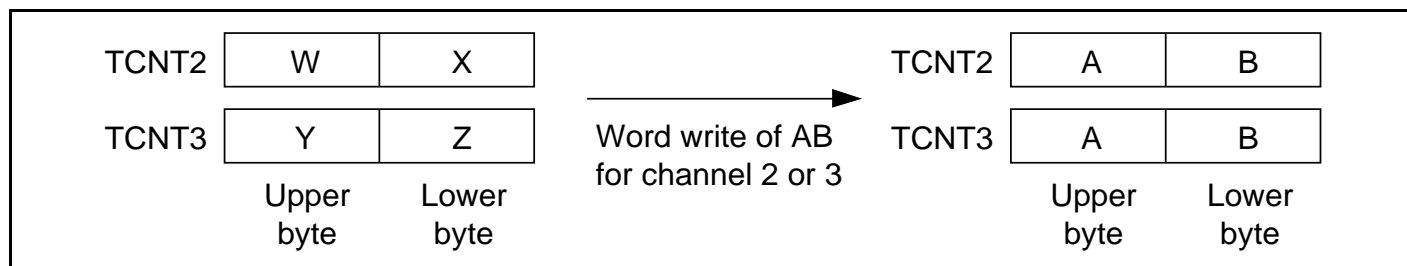 TCNT2 W X TCNT2 A B
TCNT3 Y Z Word write of AB TCNT3 A B
for channel 2 or 3
Upper Lower Upper Lower
byte byte byte byte